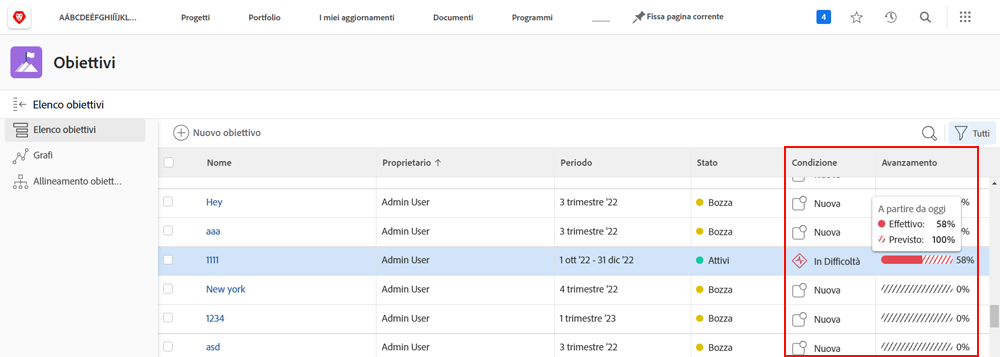 AÁBCDEÉFGHIÍJKL... Progetti Portfolio I miei aggiornamenti Documenti Programmi Fissa pagina corrente 4
Obiettivi
Elenco obiettivi
Elenco obiettivi
Grafi
Allineamento obiett...
Nuovo obiettivo Tutti
Nome Proprietario Periodo Stato Condizione Avanzamento
Hey Admin User 3 trimestre '22 Bozza Nuova
A partire da oggi
Effettivo: 58%
Previsto: 100%
aaa Admin User 3 trimestre '22 Bozza Nuova
1111 Admin User 1 ott '22 - 31 dic '22 Attivi In Difficoltà 58%
New york Admin User 4 trimestre '22 Bozza Nuova 0%
1234 Admin User 1 trimestre '23 Bozza Nuova 0%
asd Admin User 3 trimestre '22 Bozza Nuova 0%